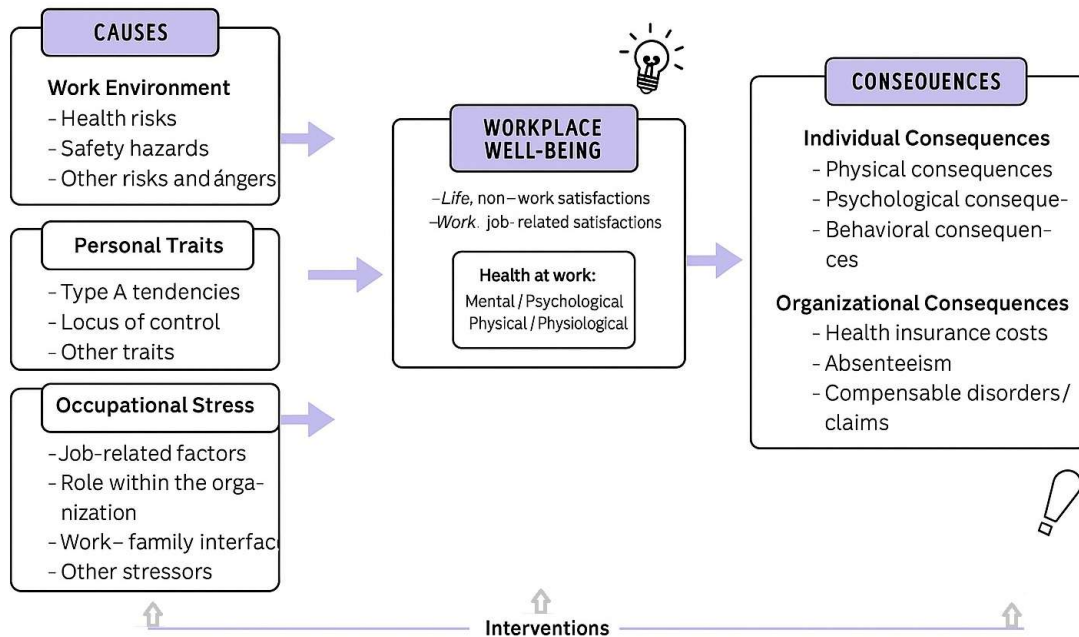 CAUSES
Work Environment
- Health risks
- Safety hazards
- Other risks and ángers
Personal Traits
- Type A tendencies
- Locus of control
- Other traits
Occupational Stress
- Job-related factors
- Role within the orga-
nization
- Work– family interfac
- Other stressors
WORKPLACE
WELL-BEING
–Life, non–work satisfactions
–Work. job-related satisfactions
Health at work:
Mental / Psychological
Physical / Physiological
CONSEOUENCES
Individual Consequences
- Physical consequences
- Psychological conseque-
- Behavioral consequen-
ces
Organizational Consequences
- Health insurance costs
- Absenteeism
- Compensable disorders/
claims
Interventions